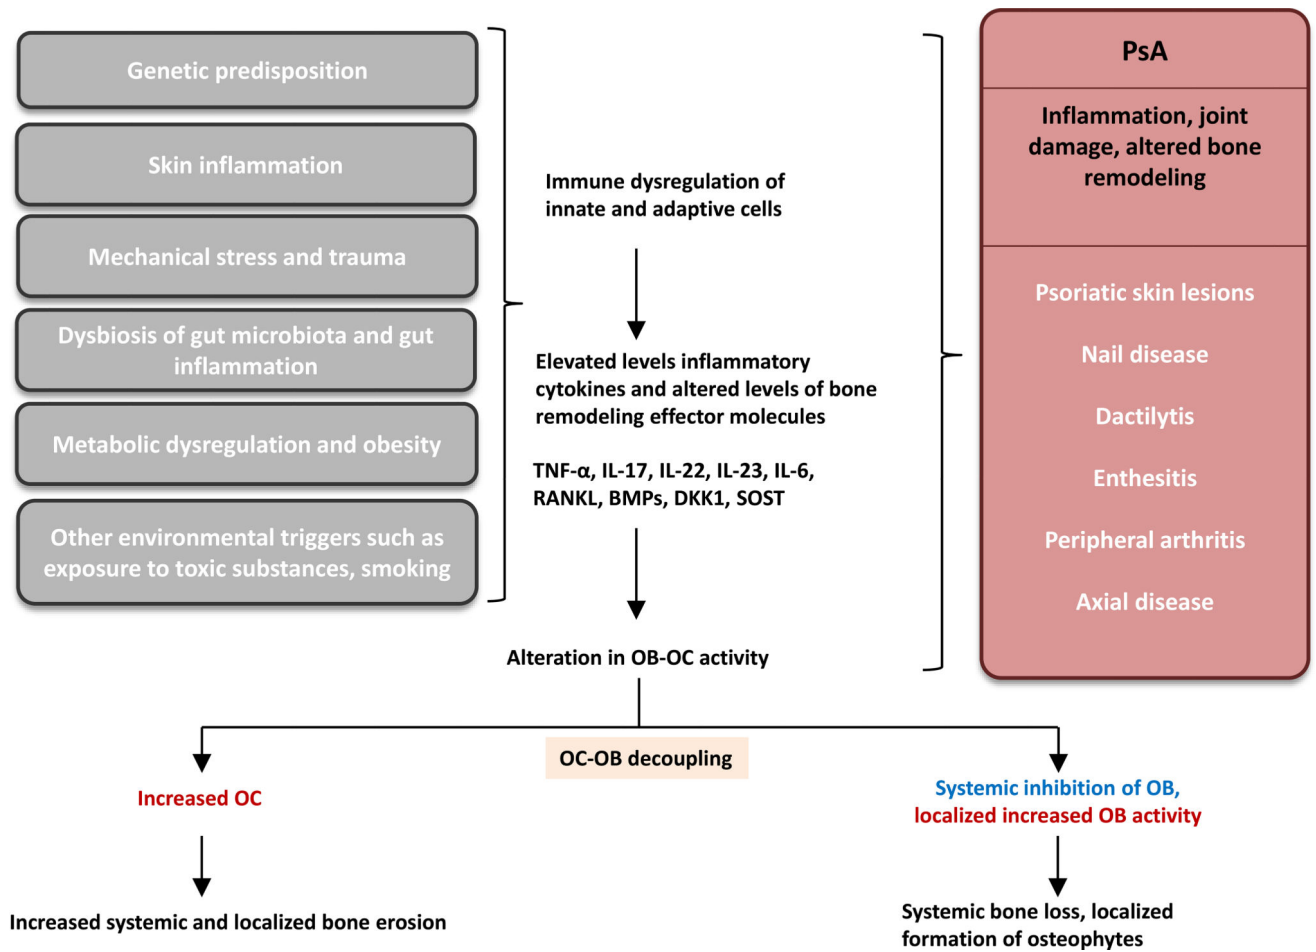 Genetic predisposition
Skin inflammation
Mechanical stress and trauma
Dysbiosis of gut microbiota and gut
inflammation
Metabolic dysregulation and obesity
Other environmental triggers such as
exposure to toxic substances, smoking
Immune dysregulation of
innate and adaptive cells
Elevated levels inflammatory
cytokines and altered levels of bone
remodeling effector molecules
TNF-α, IL-17, IL-22, IL-23, IL-6,
RANKL, BMPs, DKK1, SOST
Alteration in OB-OC activity
PsA
Inflammation, joint
damage, altered bone
remodeling
Psoriatic skin lesions
Nail disease
Dactilytis
Enthesitis
Peripheral arthritis
Axial disease
OC-OB decoupling
Increased OC
Increased systemic and localized bone erosion
Systemic inhibition of OB,
localized increased OB activity
Systemic bone loss, localized
formation of osteophytes